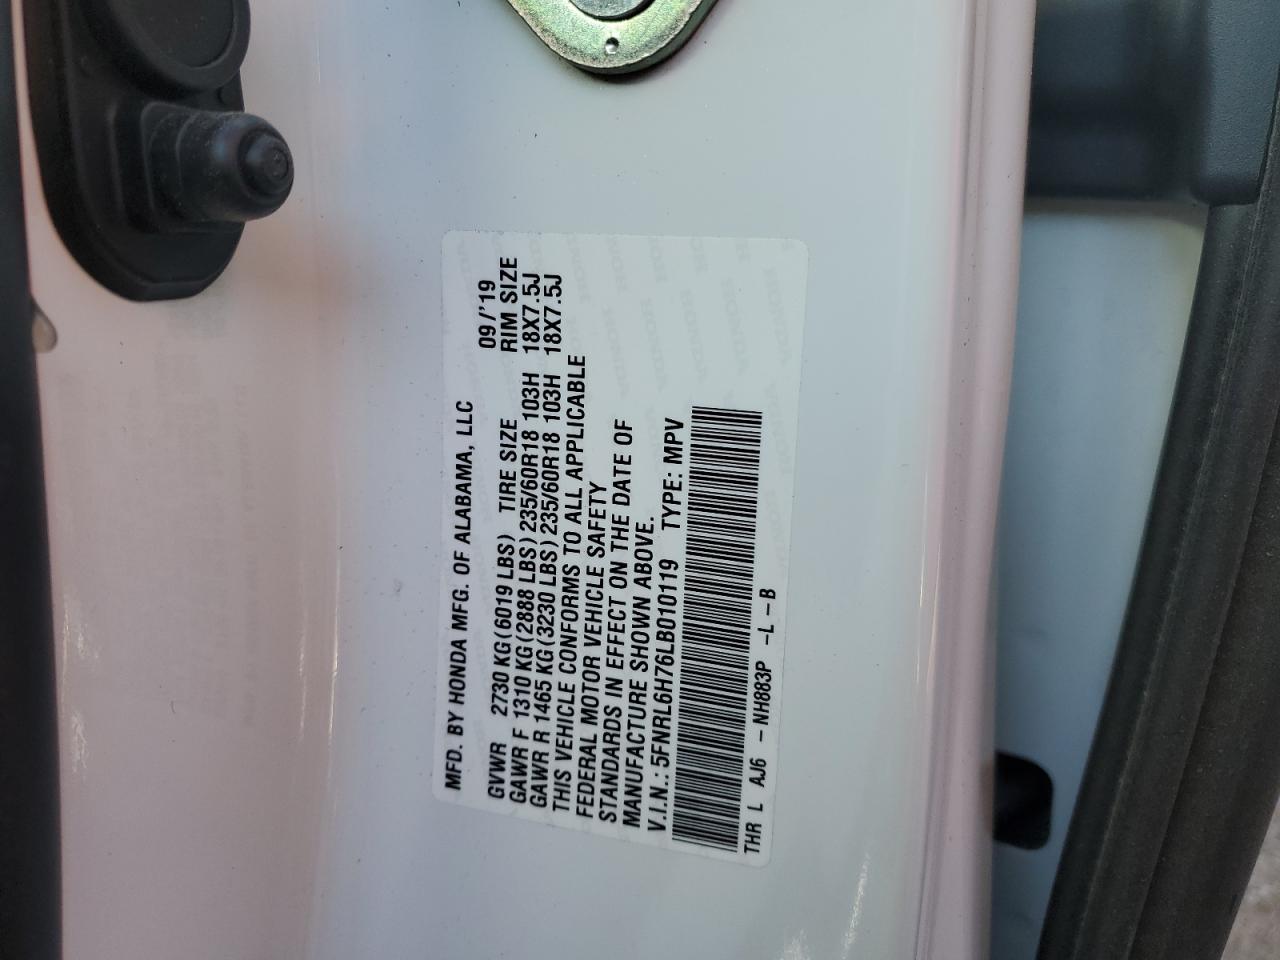 MFD. BY HONDA MFG. OF ALABAMA, LLC 09/'19
GVWR 2730 KG(6019 LBS) TIRE SIZE RIM SIZE
GAWR F 1310 KG(2888 LBS) 235/60R18 103H 18X7.5J
GAWR R 1465 KG(3230 LBS) 235/60R18 103H 18X7.5J
THIS VEHICLE CONFORMS TO ALL APPLICABLE
FEDERAL MOTOR VEHICLE SAFETY
STANDARDS IN EFFECT ON THE DATE OF
MANUFACTURE SHOWN ABOVE.
V.I.N.: 5FNRL6H76LB010119 TYPE: MPV
THR L AJ6 -NH883P -L-B